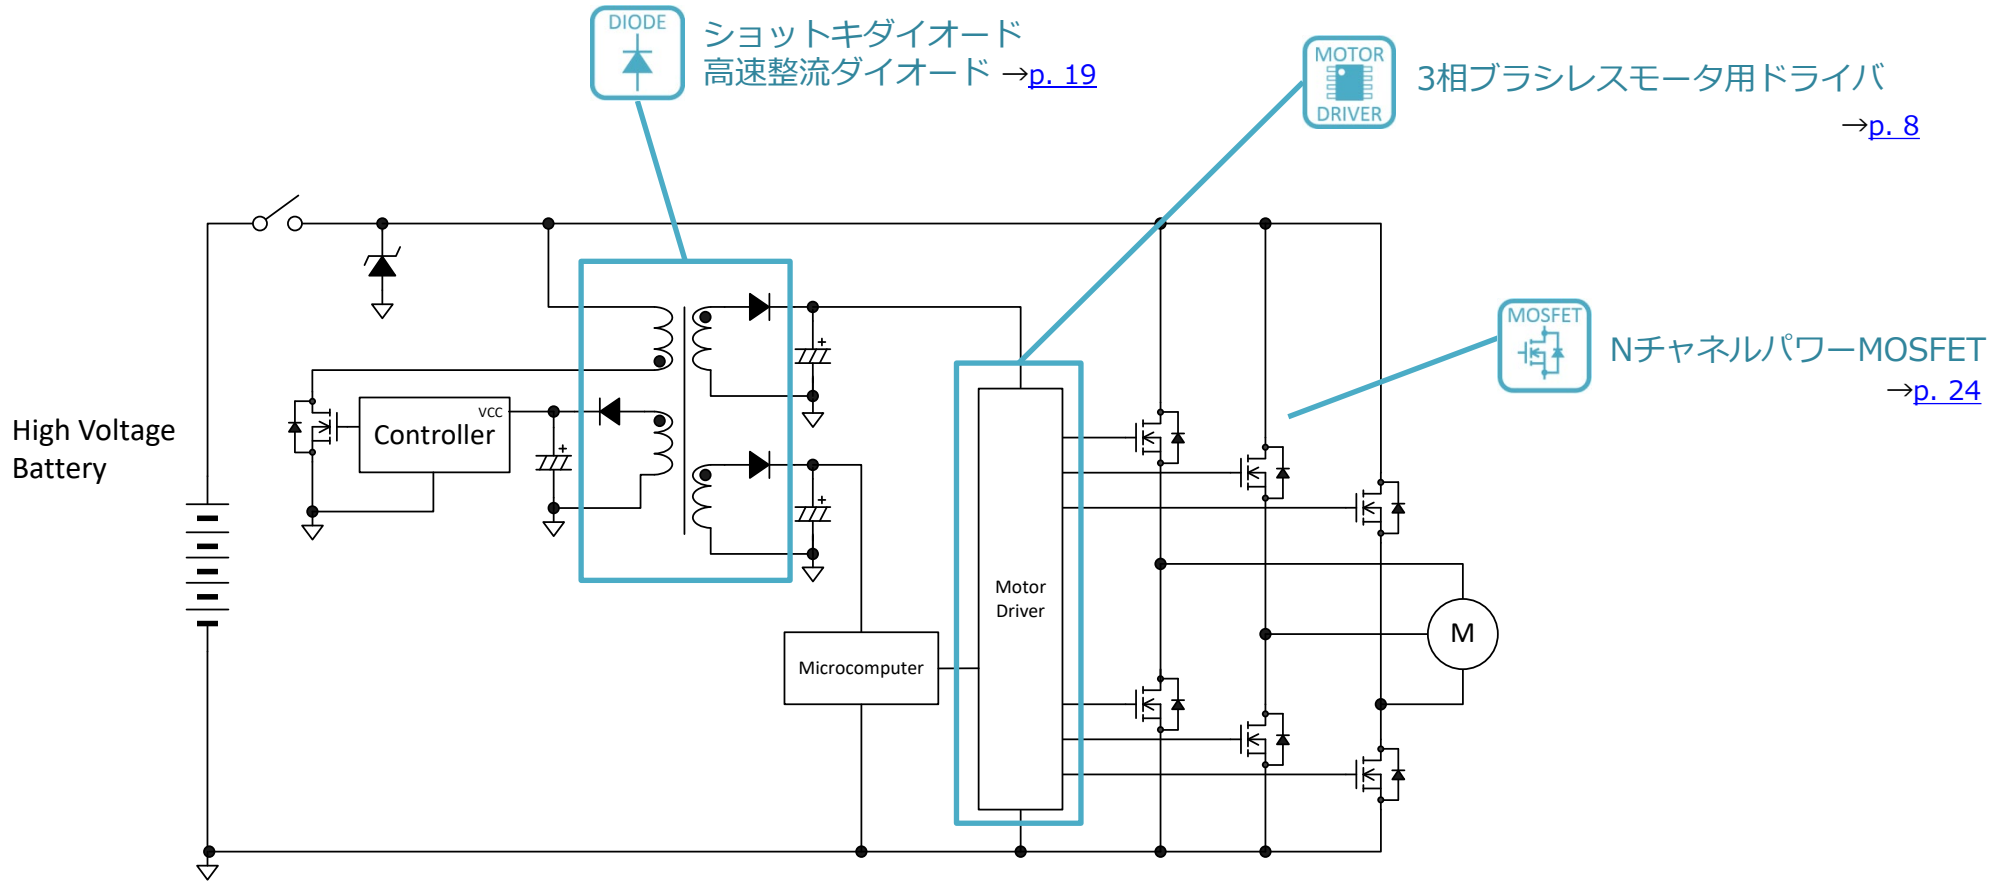 DIODE
ショットキダイオード
高速整流ダイオード →p. 19
MOTOR
DRIVER
3相ブラシレスモータ用ドライバ
→p. 8
MOSFET
NチャネルパワーMOSFET
→p. 24
High Voltage
Battery
VCC
Controller
+
+
+
Motor
Driver
Microcomputer
M